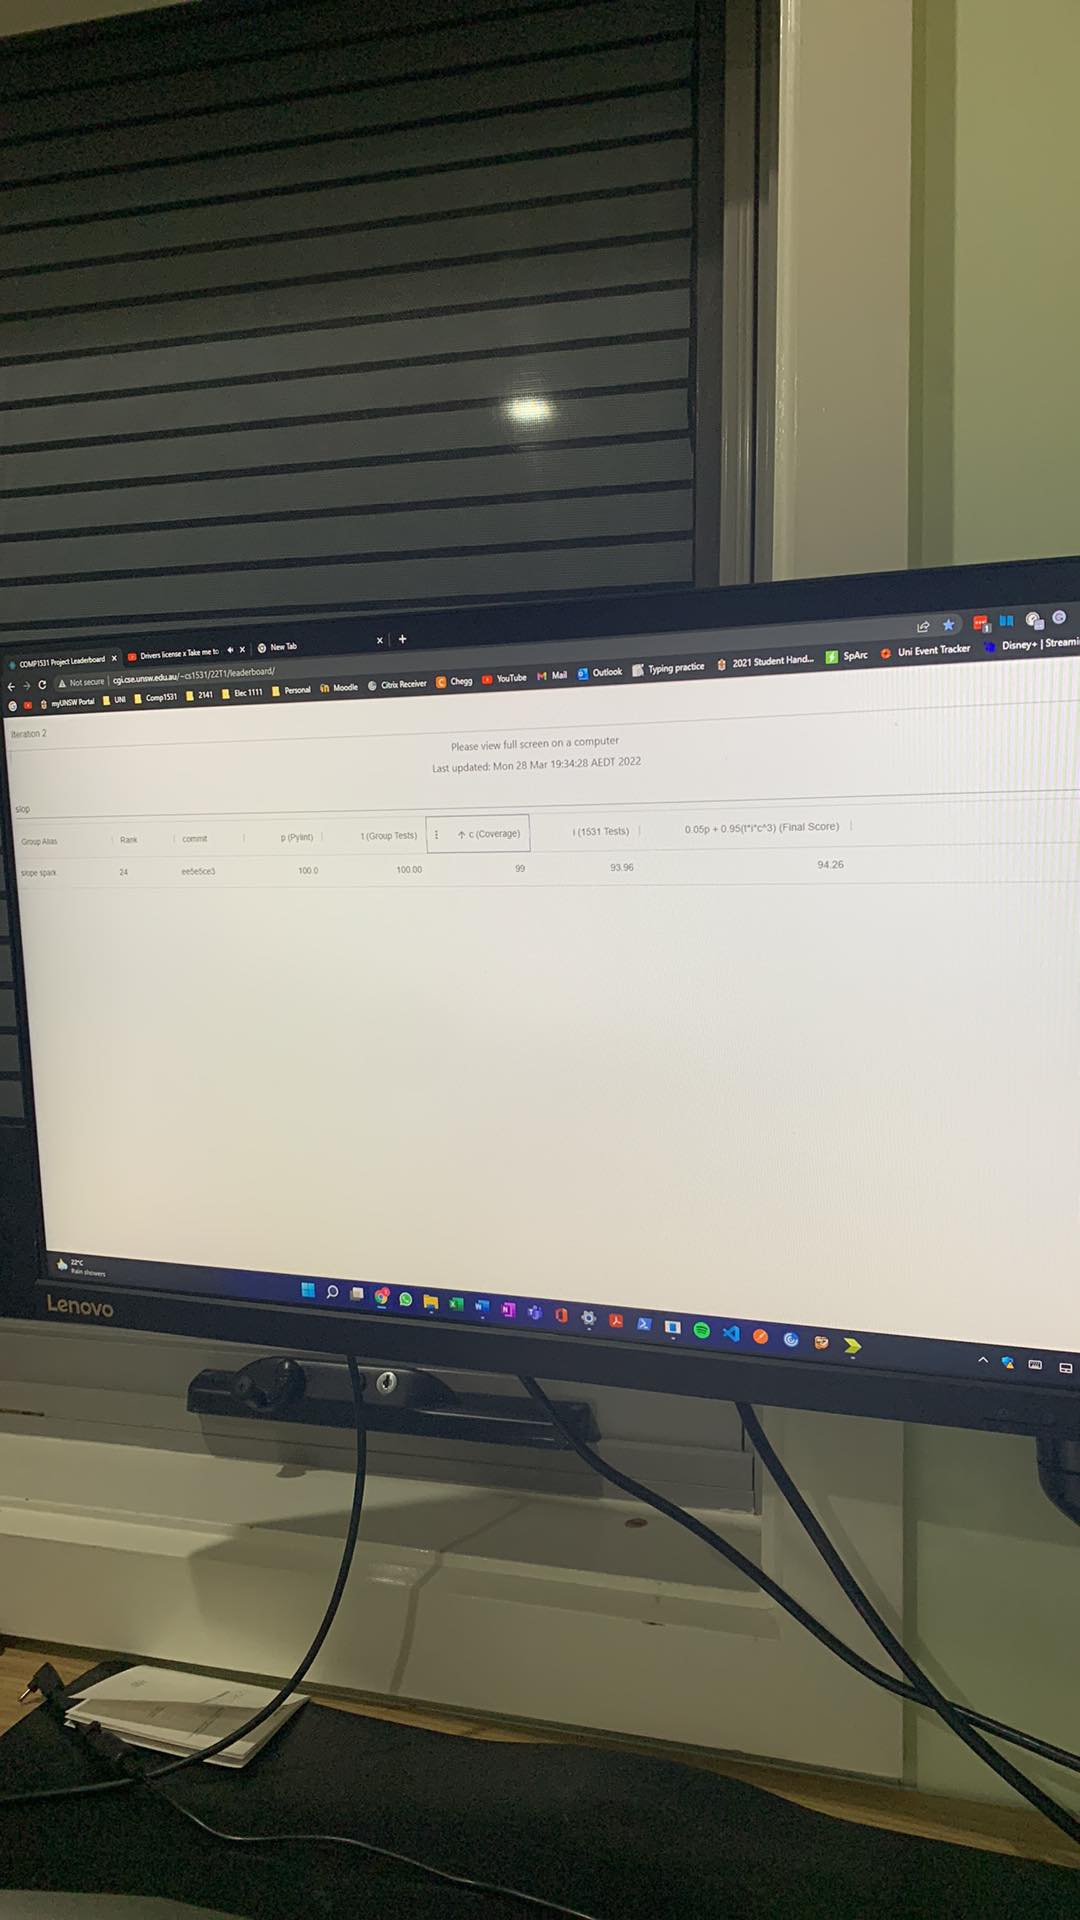 COMP1531 Project Leaderboard
Drivers license x Take me to
New Tab
Not secure | cgi.cse.unsw.edu.au/~cs1531/22T1/leaderboard/
myUNSW Portal UNI Comp1531 2141 Elec 1111 Personal Moodle Citrix Receiver Chegg YouTube Mail Outlook Typing practice 2021 Student Hand... SpArc Uni Event Tracker Disney+ | Streami
Iteration 2
Please view full screen on a computer
Last updated: Mon 28 Mar 19:34:28 AEDT 2022
slop
Group Alias Rank commit p (Pylint) t (Group Tests) ↑ c (Coverage) i (1531 Tests) 0.05p + 0.95(t*i*c^3) (Final Score)
slope spark 24 ee5e5ce3 100.0 100.00 99 93.96 94.26
22°C
Rain showers
Lenovo